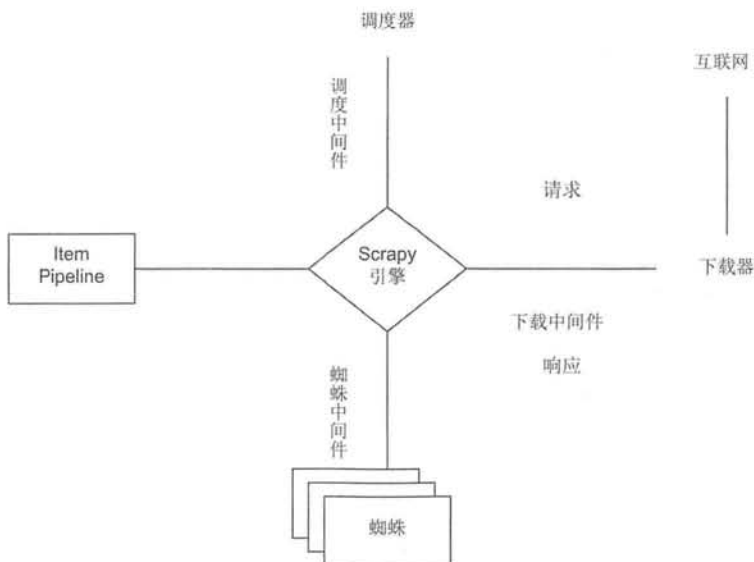 调度器
互联网
调度中间件
请求
Item
Pipeline
Scrapy
引擎
下载器
下载中间件
响应
蜘蛛中间件
蜘蛛